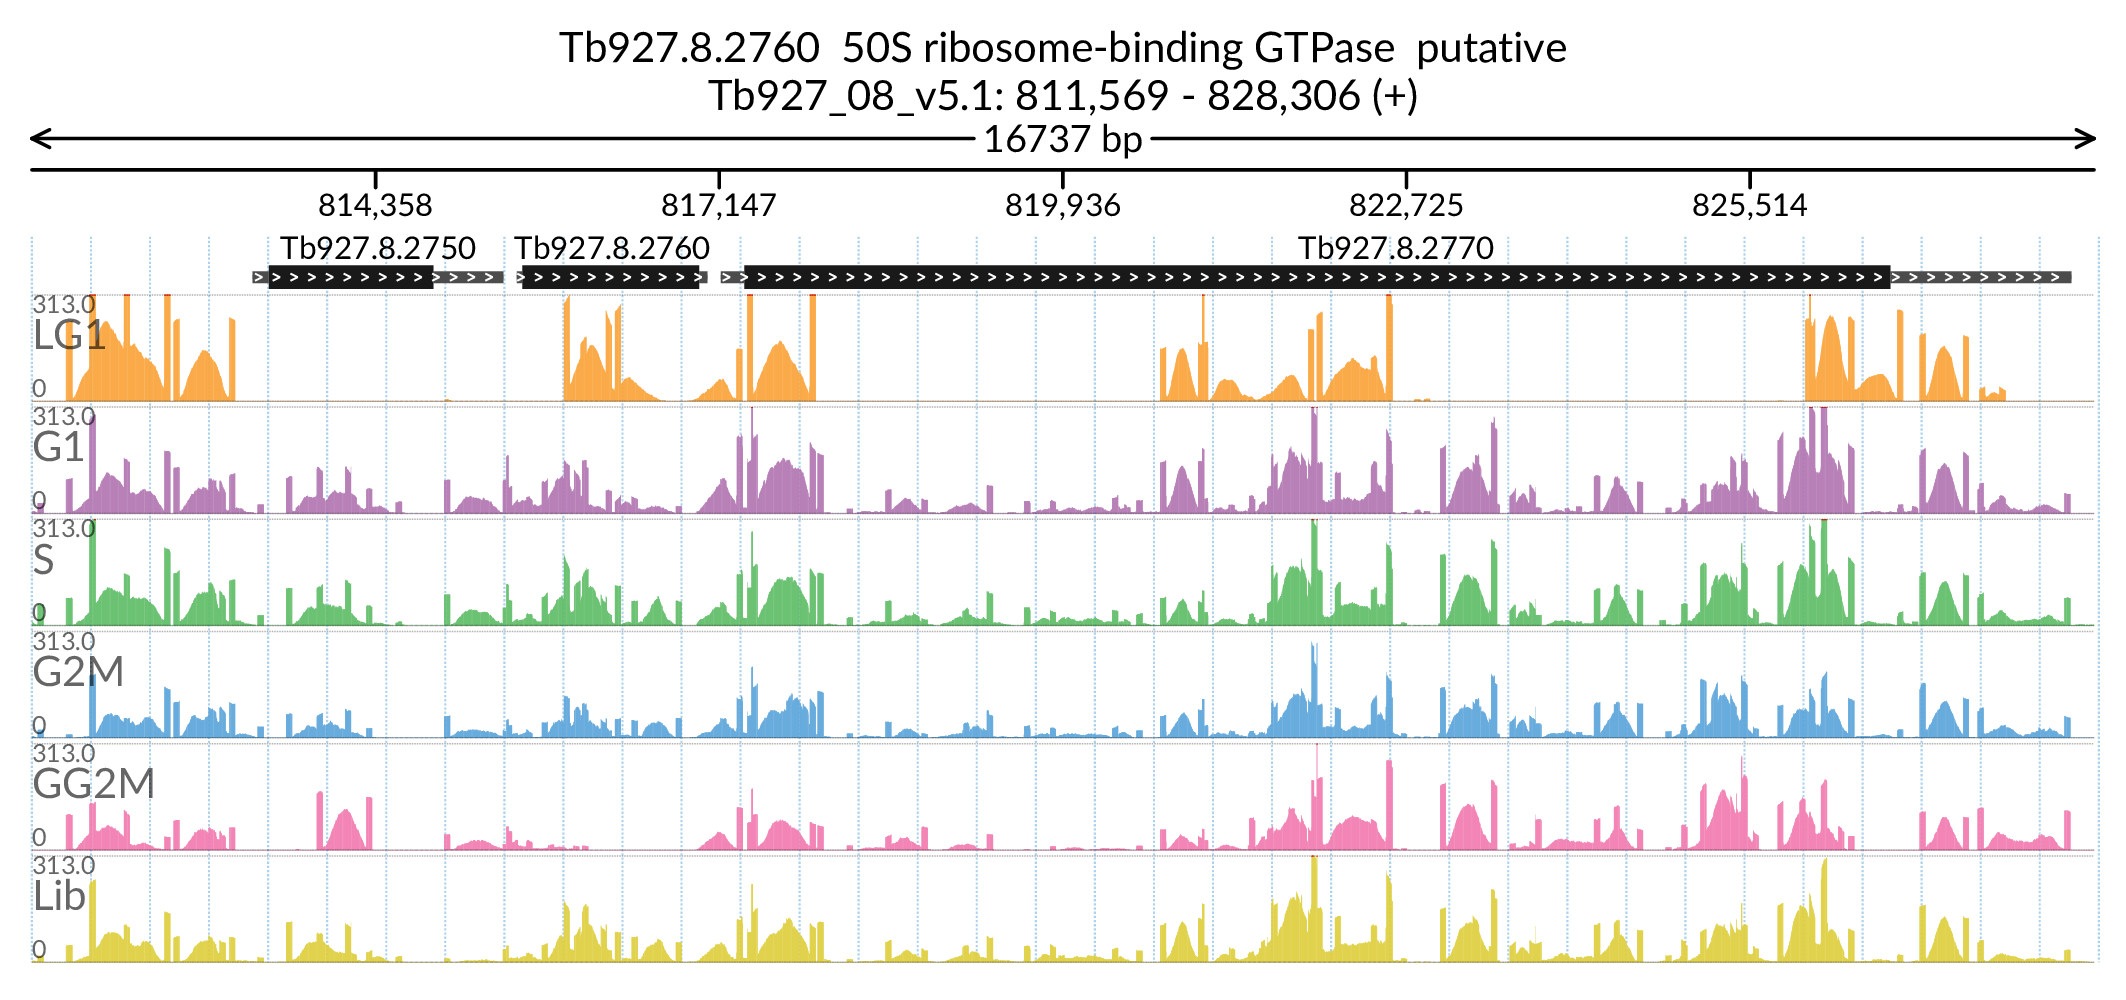 Tb927.8.2760  50S ribosome-binding GTPase  putative
Tb927_08_v5.1: 811,569 - 828,306 (+)
16737 bp
814,358 817,147 819,936 822,725 825,514
Tb927.8.2750 Tb927.8.2760 Tb927.8.2770
313.0
LG1
0
313.0
G1
0
313.0
S
0
313.0
G2M
0
313.0
GG2M
0
313.0
Lib
0